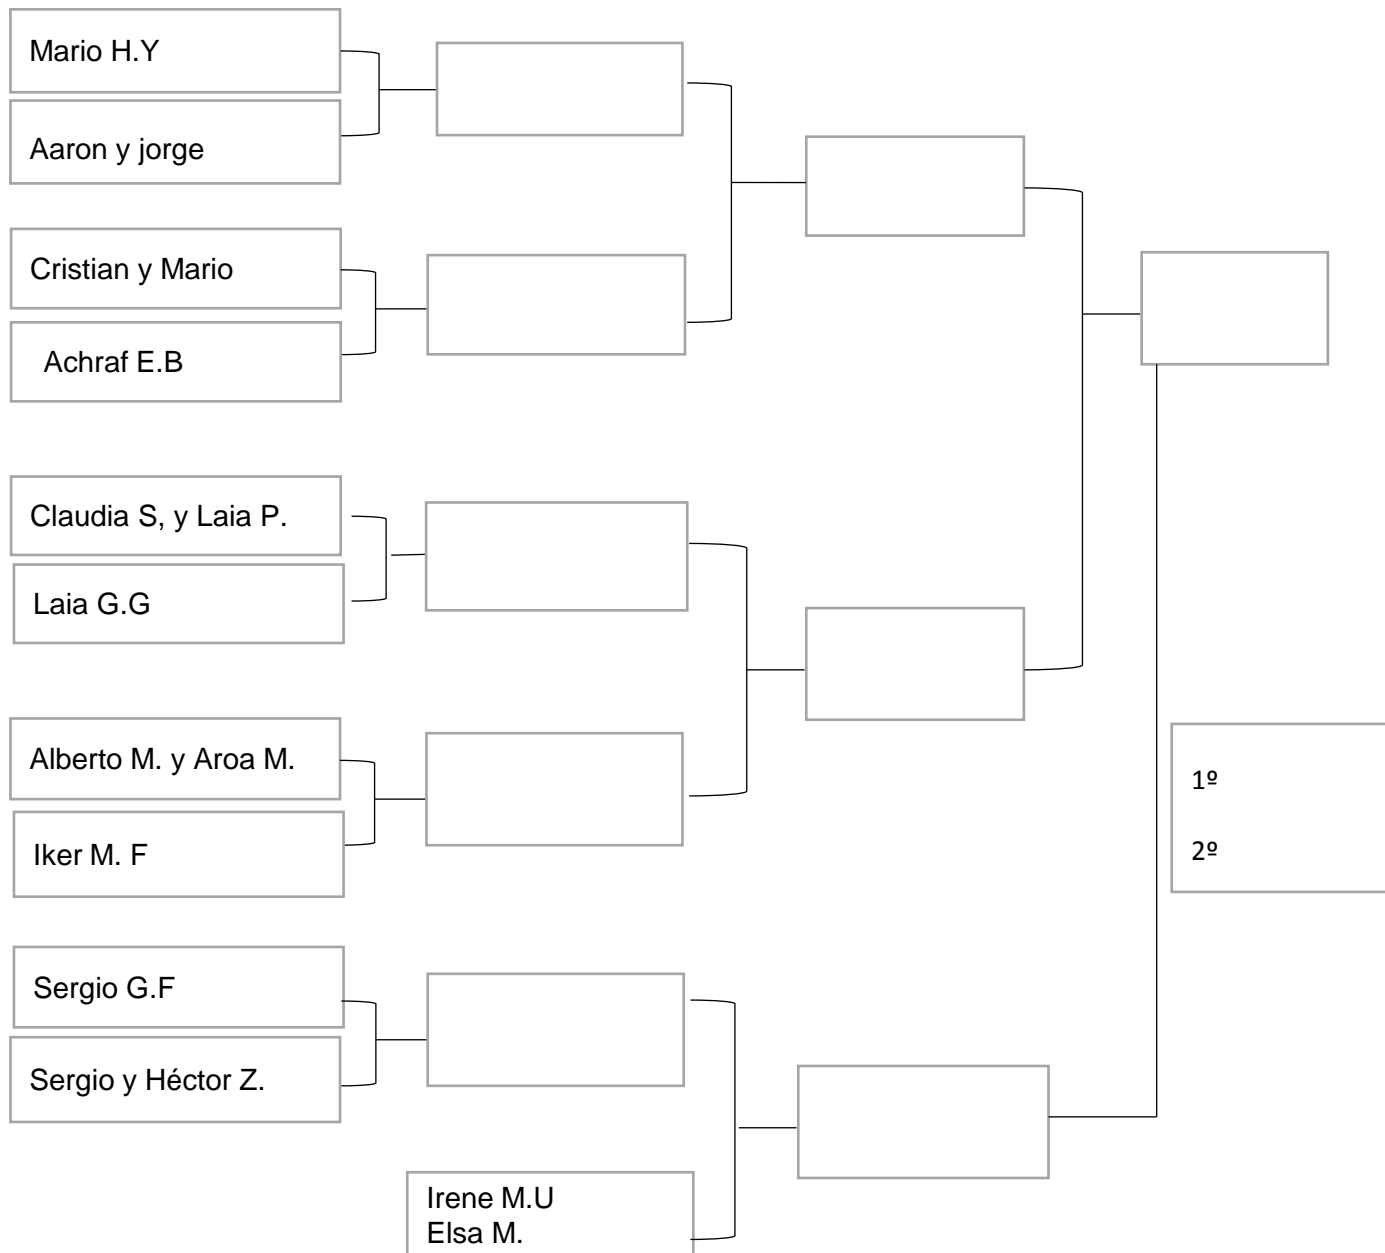 Mario H.Y
Aaron y jorge
Cristian y Mario
Achraf E.B
Claudia S, y Laia P.
Laia G.G
Alberto M. y Aroa M.
Iker M. F
1º
2º
Sergio G.F
Sergio y Héctor Z.
Irene M.U
Elsa M.